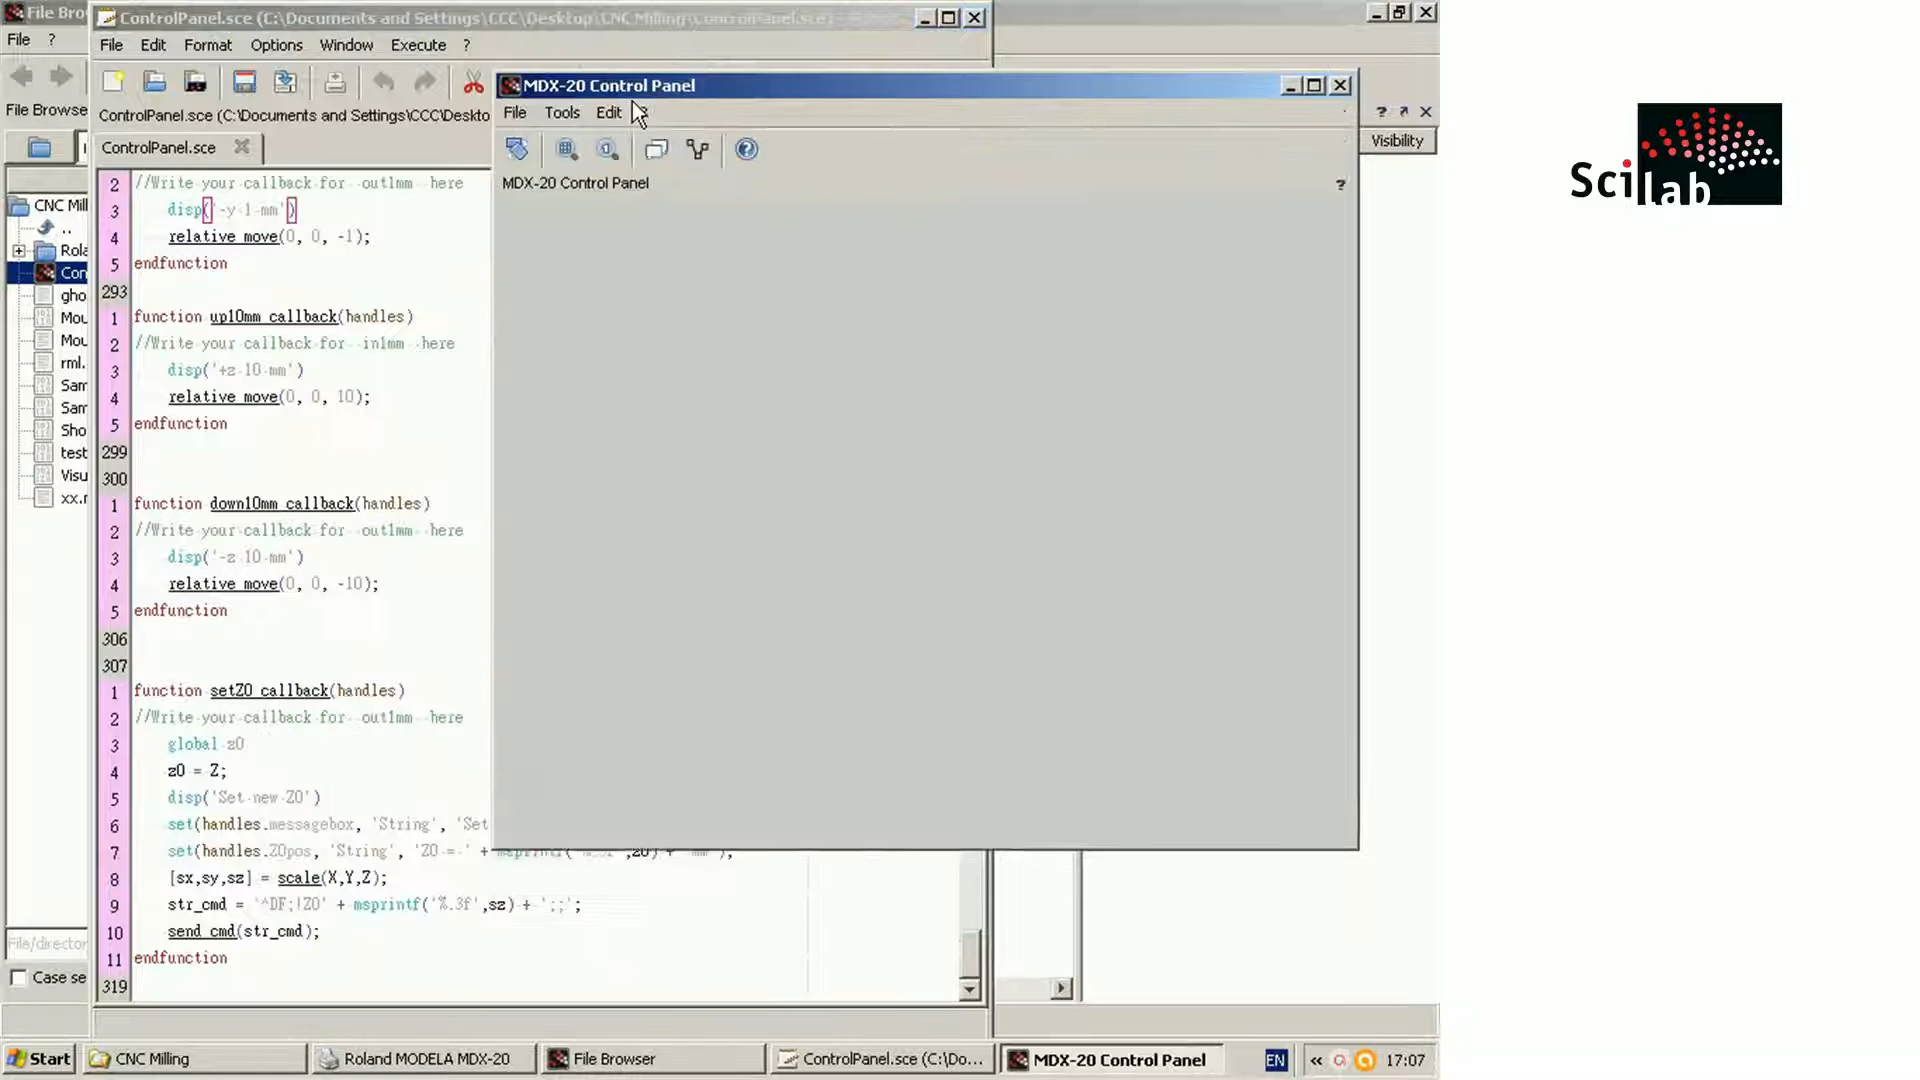 File Bro
ControlPanel.sce (C:\Documents and Settings\CCC\Desktop\CNC Milling\ControlPanel.sce)
File ?
File Edit Format Options Window Execute ?
File Browse
ControlPanel.sce (C:\Documents and Settings\CCC\Deskto
ControlPanel.sce
MDX-20 Control Panel
File Tools Edit
MDX-20 Control Panel
?
?
Visibility
Scilab
CNC Mill
..
Rola
Con
gho
Mou
Mou
rml.
Sam
Sam
Sho
test
Visu
xx.r
File/director
Case se
2 //Write your callback for out1mm here
3 disp('-y 1 mm')
4 relative_move(0, 0, -1);
5 endfunction
293
1 function up10mm_callback(handles)
2 //Write your callback for in1mm here
3 disp('+z 10 mm')
4 relative_move(0, 0, 10);
5 endfunction
299
300
1 function down10mm_callback(handles)
2 //Write your callback for out1mm here
3 disp('-z 10 mm')
4 relative_move(0, 0, -10);
5 endfunction
306
307
1 function setZ0_callback(handles)
2 //Write your callback for out1mm here
3 global z0
4 z0 = Z;
5 disp('Set new Z0')
6 set(handles.messagebox, 'String', 'Set
7 set(handles.Z0pos, 'String', 'Z0 = ' +
8 [sx,sy,sz] = scale(X,Y,Z);
9 str_cmd = '^DF;!Z0' + msprintf('%.3f',sz) + ';;';
10 send_cmd(str_cmd);
11 endfunction
319
Start
CNC Milling
Roland MODELA MDX-20
File Browser
ControlPanel.sce (C:\Do...
MDX-20 Control Panel
EN
«
17:07